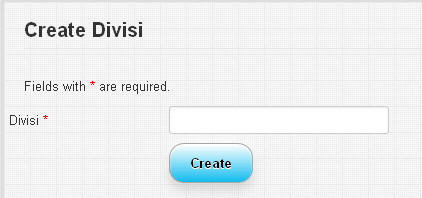 Create Divisi
Fields with * are required.
Divisi *
Create